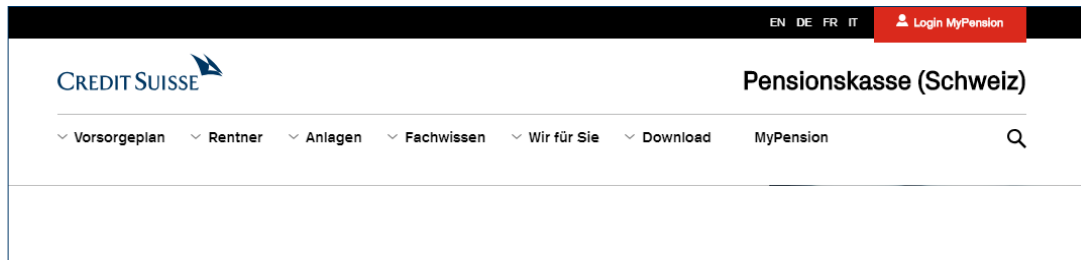 EN DE FR IT Login MyPension
CREDIT SUISSE
Pensionskasse (Schweiz)
Vorsorgeplan Rentner Anlagen Fachwissen Wir für Sie Download MyPension